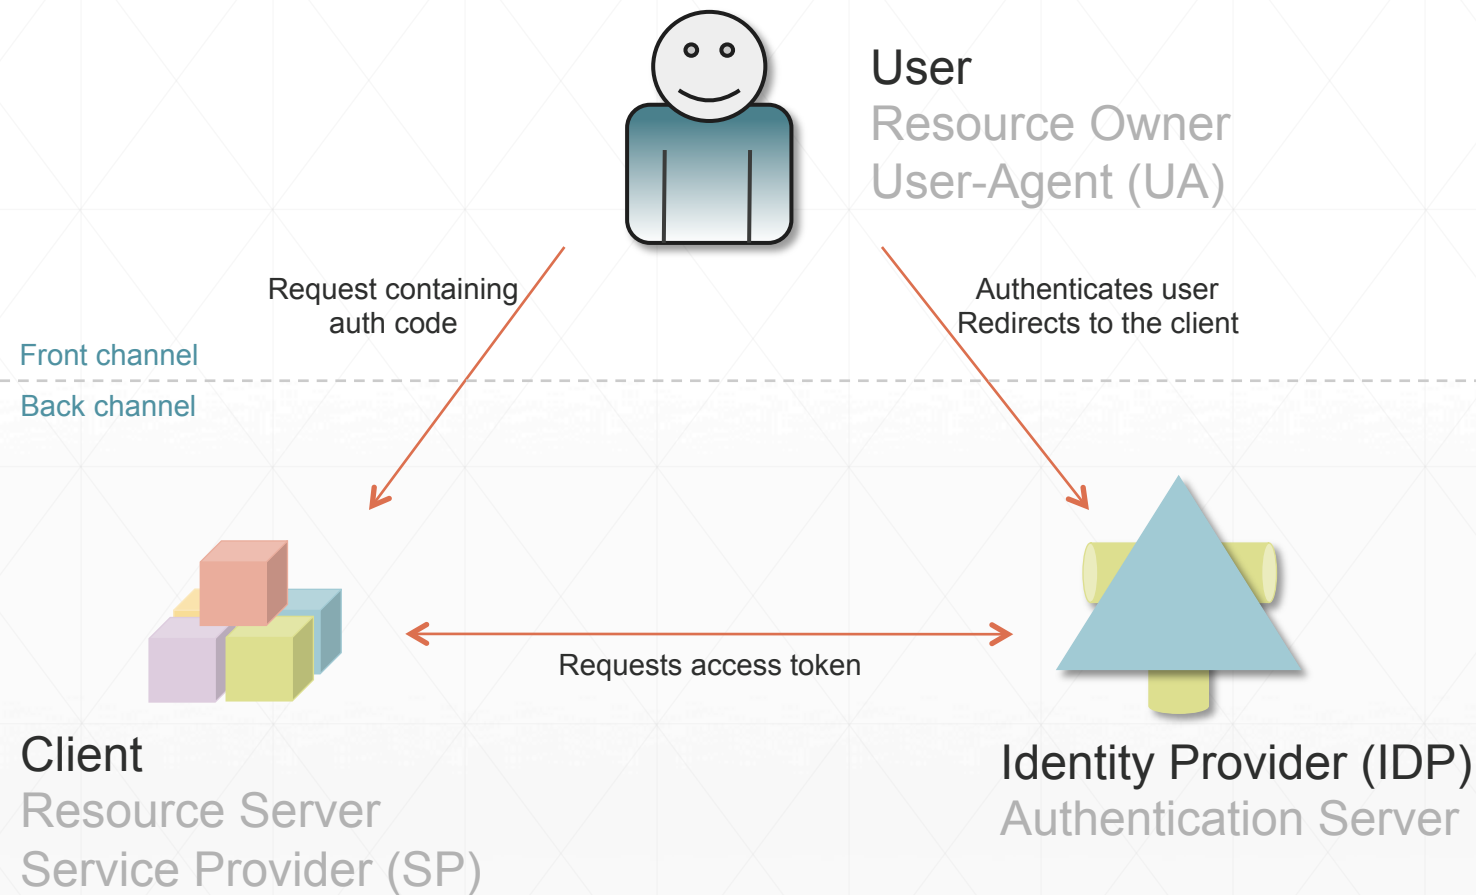 User
Resource Owner
User-Agent (UA)
Request containing
auth code
Authenticates user
Redirects to the client
Front channel
Back channel
Requests access token
Client
Resource Server
Service Provider (SP)
Identity Provider (IDP)
Authentication Server